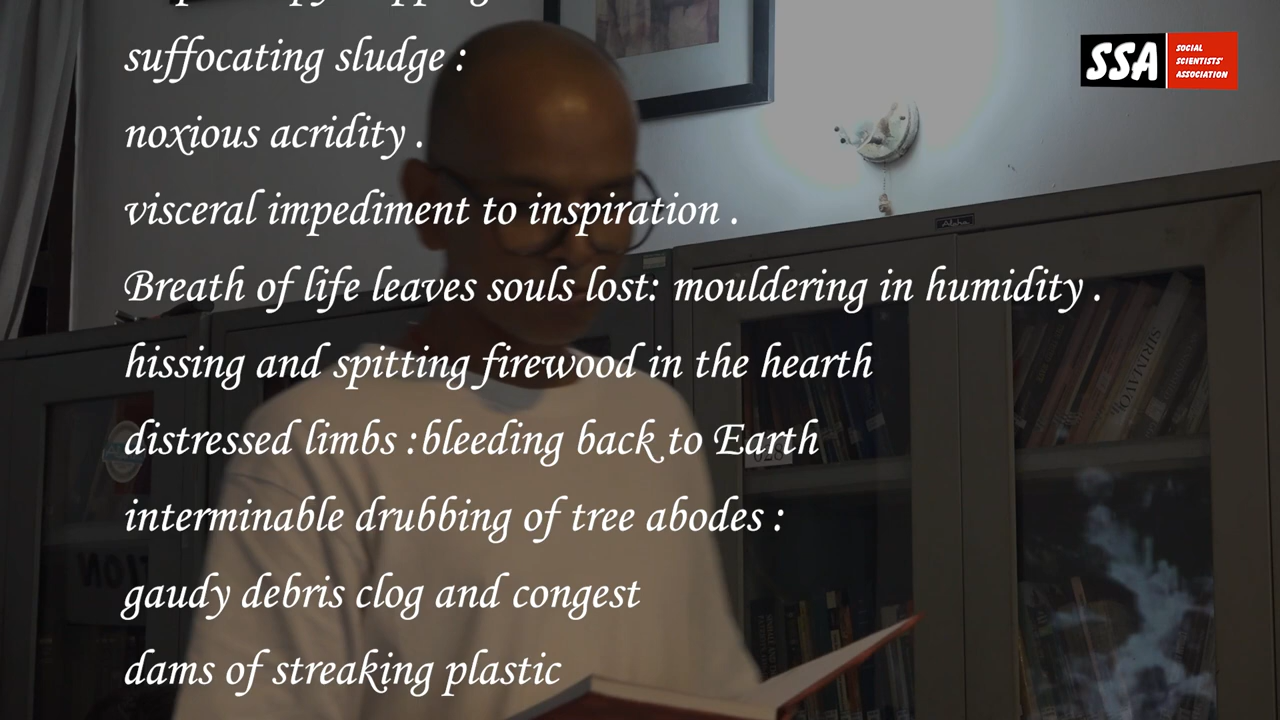 suffocating sludge :
noxious acridity .
visceral impediment to inspiration .
Breath of life leaves souls lost: mouldering in humidity .
hissing and spitting firewood in the hearth
distressed limbs :bleeding back to Earth
interminable drubbing of tree abodes :
gaudy debris clog and congest
dams of streaking plastic
SSA
SOCIAL
SCIENTISTS'
ASSOCIATION